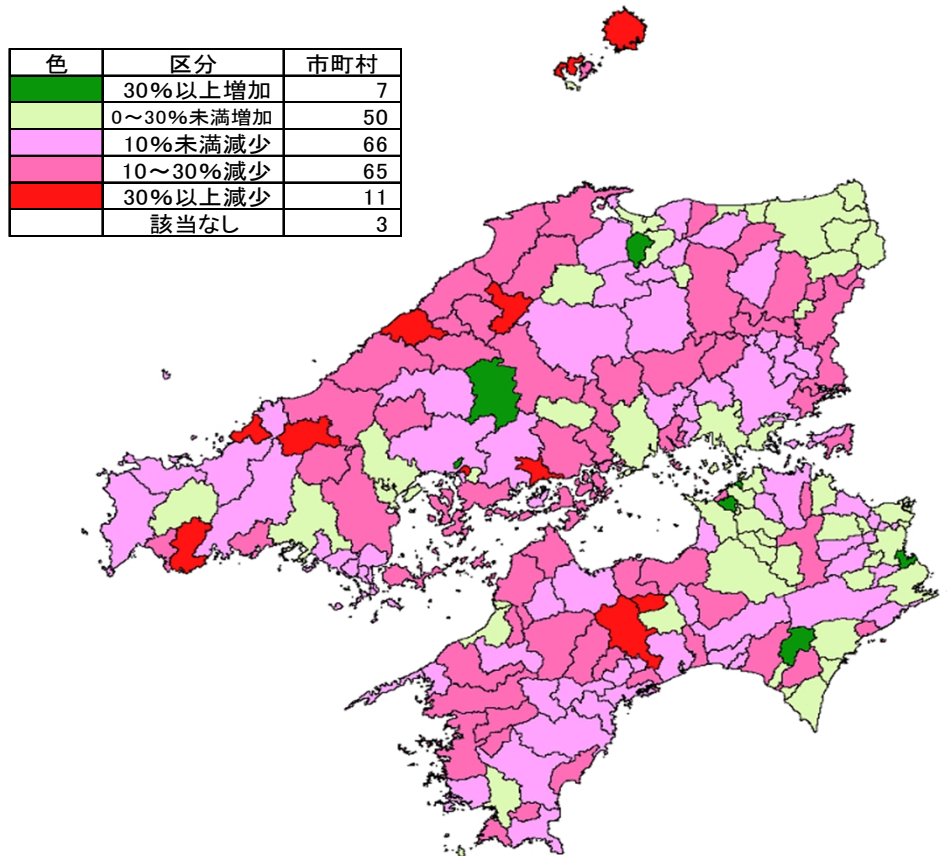 色 区分 市町村
30%以上増加 7
0～30%未満増加 50
10%未満減少 66
10～30%減少 65
30%以上減少 11
該当なし 3